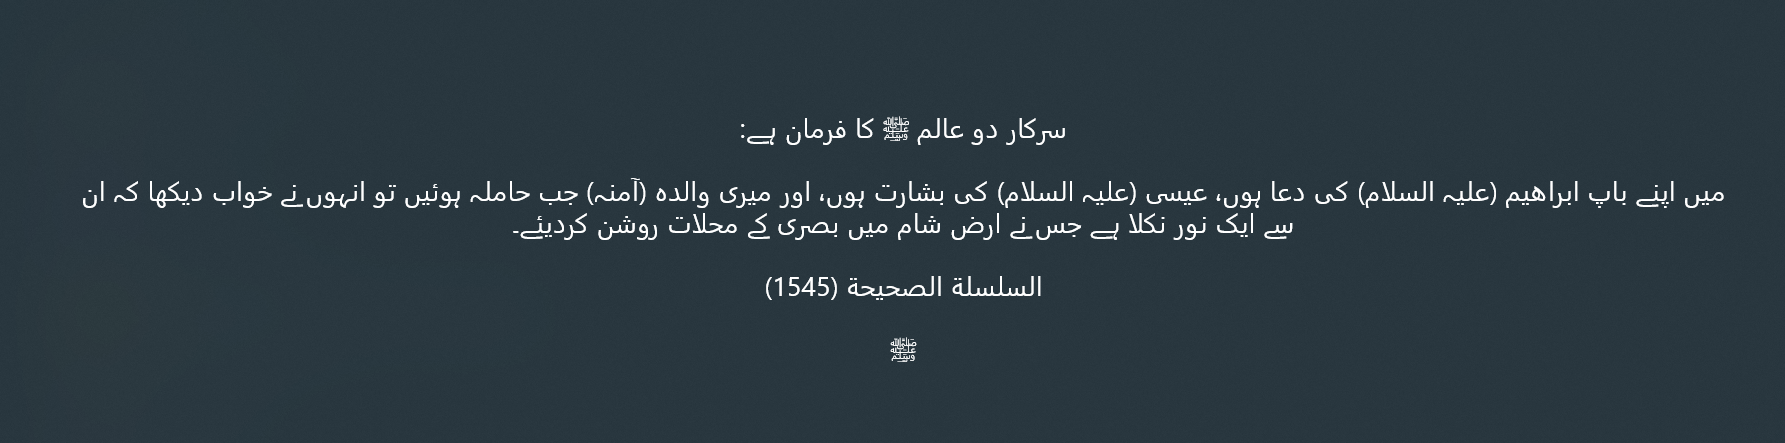 سرکار دو عالم ﷺ کا فرمان ہے:
میں اپنے باپ ابراھیم (علیہ السلام) کی دعا ہوں، عیسی (علیہ السلام) کی بشارت ہوں، اور میری والدہ (آمنہ) جب حاملہ ہوئیں تو انہوں نے خواب دیکھا کہ ان
سے ایک نور نکلا ہے جس نے ارض شام میں بصری کے محلات روشن کردیئے۔
السلسلة الصحيحة (1545)
ﷺ